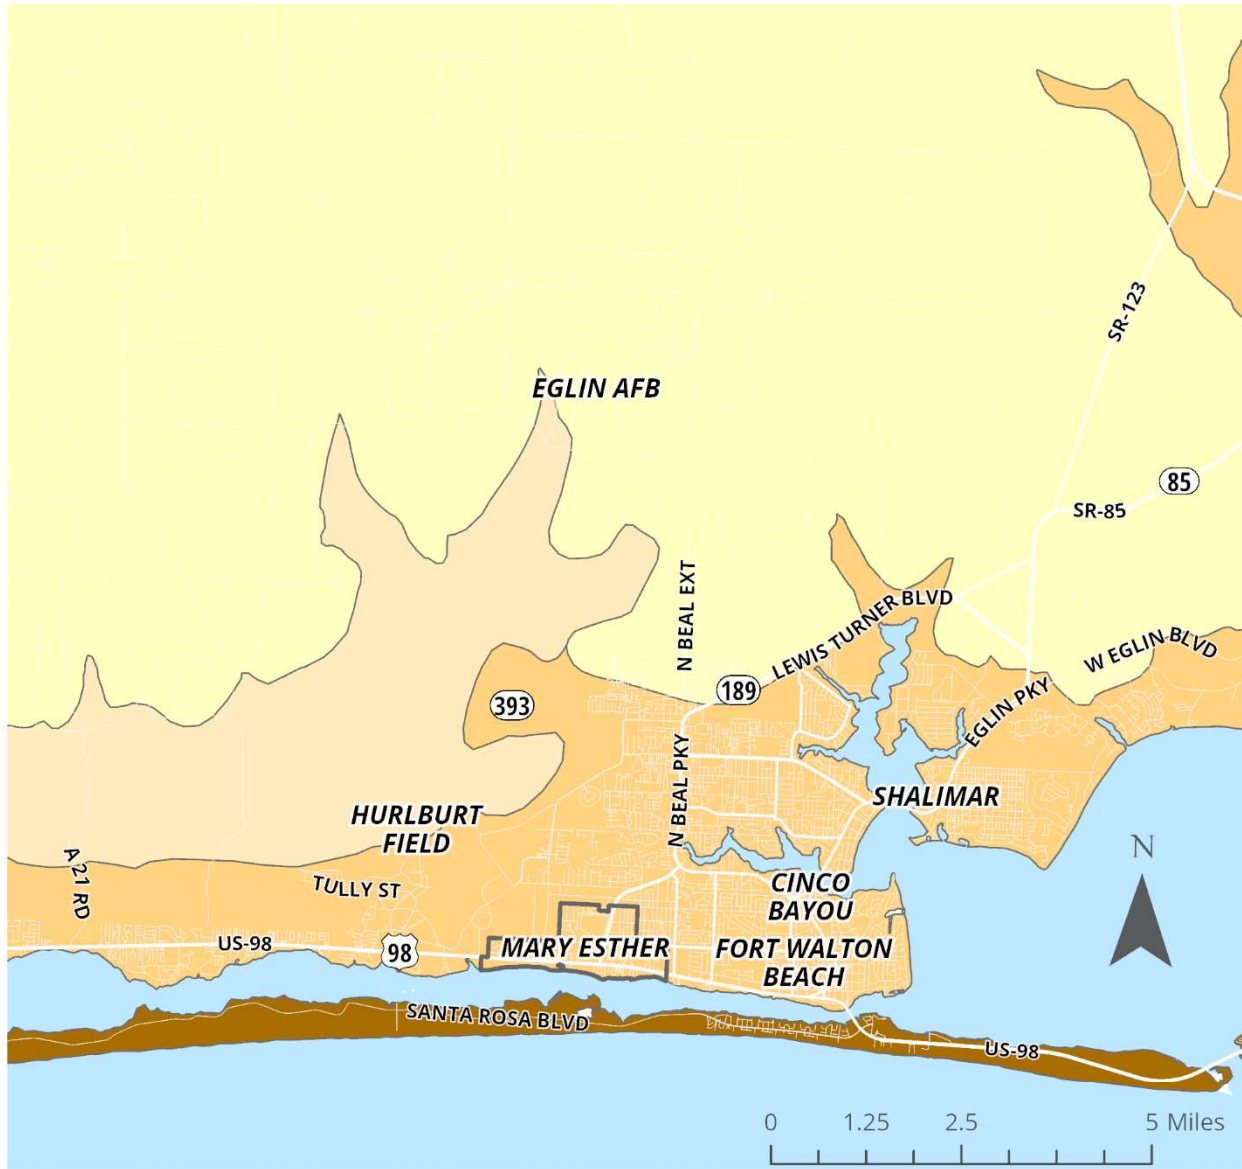 EGLIN AFB
SR-123
85
SR-85
N BEAL EXT
LEWIS TURNER BLVD
W EGLIN BLVD
189
393
EGLIN PKY
N BEAL PKY
SHALIMAR
HURLBURT
FIELD
A 21 RD
TULLY ST
CINCO
BAYOU
N
US-98
98
MARY ESTHER
FORT WALTON
BEACH
SANTA ROSA BLVD
US-98
0 1.25 2.5 5 Miles